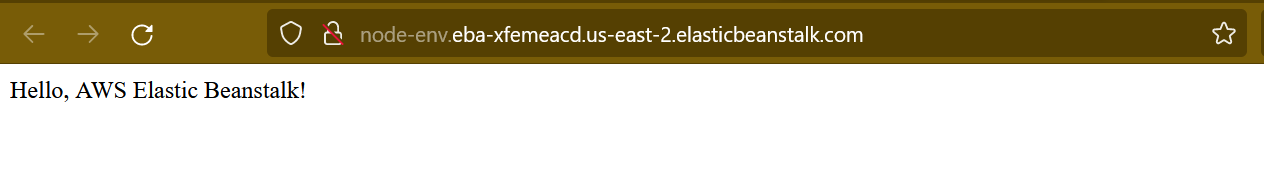 node-env.eba-xfemeacd.us-east-2.elasticbeanstalk.com
Hello, AWS Elastic Beanstalk!